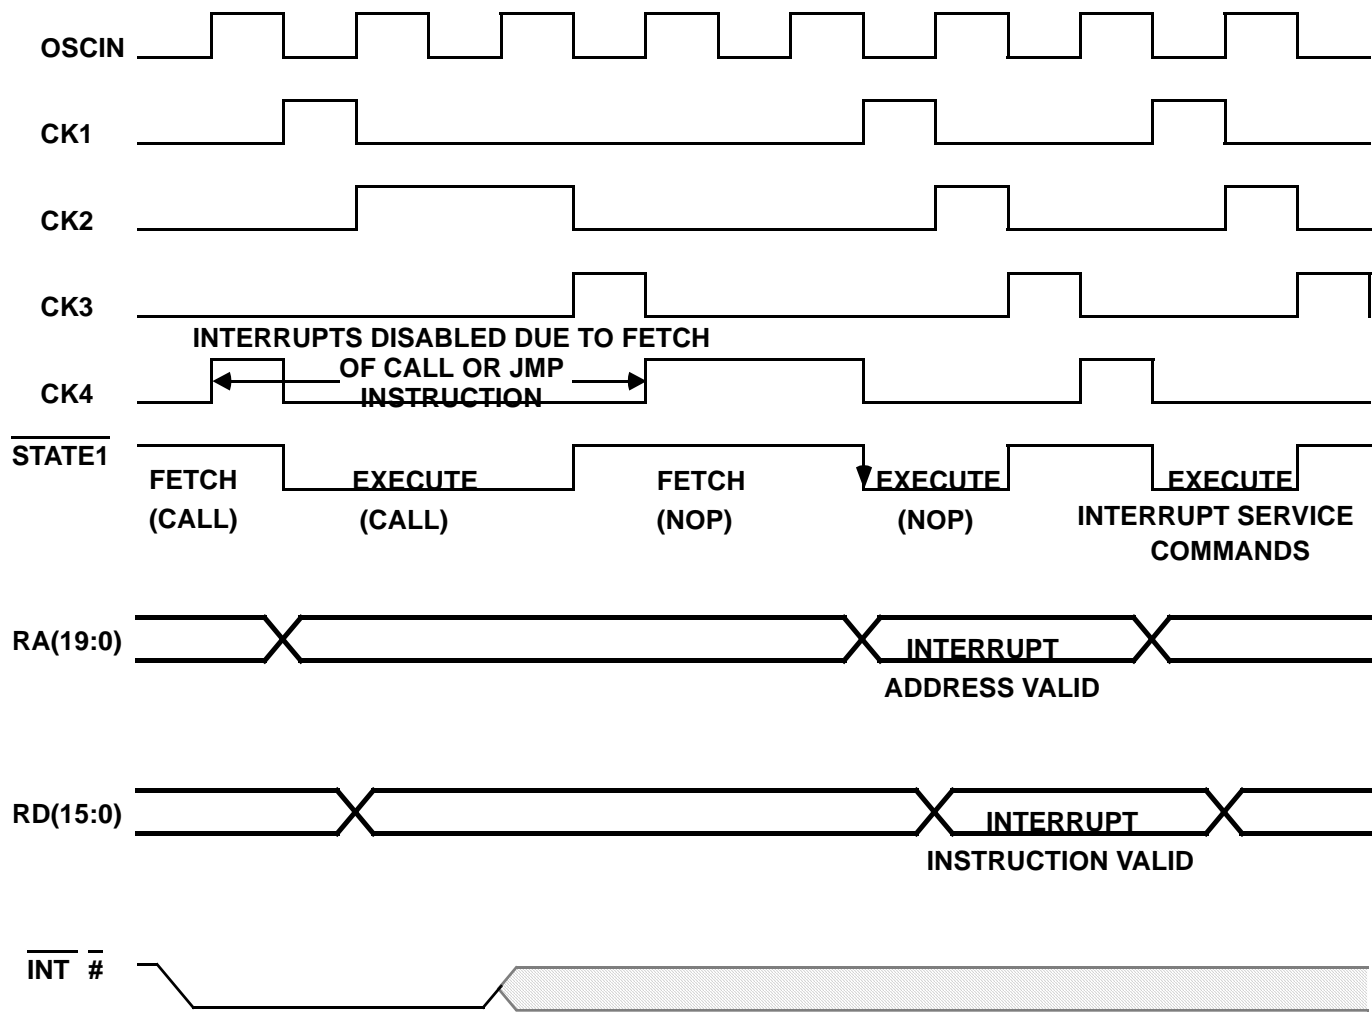 OSCIN
CK1
CK2
CK3
INTERRUPTS DISABLED DUE TO FETCH
OF CALL OR JMP
INSTRUCTION
CK4
STATE1
FETCH
(CALL)
EXECUTE
(CALL)
FETCH
(NOP)
EXECUTE
(NOP)
EXECUTE
INTERRUPT SERVICE
COMMANDS
RA(19:0)
INTERRUPT
ADDRESS VALID
RD(15:0)
INTERRUPT
INSTRUCTION VALID
INT #